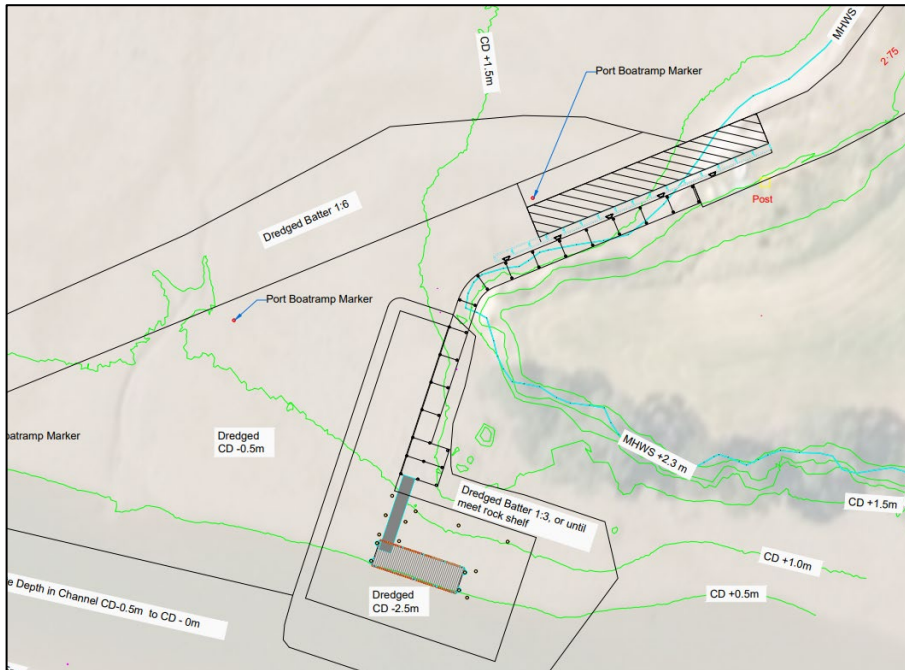 CD +1.5m
MHWS
2·75
Port Boatramp Marker
Post
Dredged Batter 1:6
Port Boatramp Marker
oatramp Marker
Dredged
CD -0.5m
MHWS +2.3 m
Dredged Batter 1:3, or until
meet rock shelf
CD +1.5m
CD +1.0m
CD +0.5m
Dredged
CD -2.5m
e Depth in Channel CD-0.5m to CD - 0m